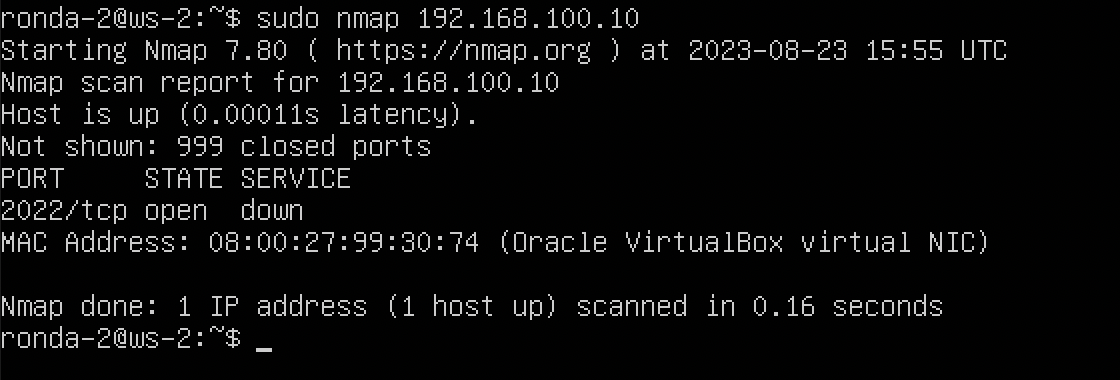 ronda-2@ws-2:~$ sudo nmap 192.168.100.10
Starting Nmap 7.80 ( https://nmap.org ) at 2023-08-23 15:55 UTC
Nmap scan report for 192.168.100.10
Host is up (0.00011s latency).
Not shown: 999 closed ports
PORT     STATE SERVICE
2022/tcp open  down
MAC Address: 08:00:27:99:30:74 (Oracle VirtualBox virtual NIC)

Nmap done: 1 IP address (1 host up) scanned in 0.16 seconds
ronda-2@ws-2:~$ _